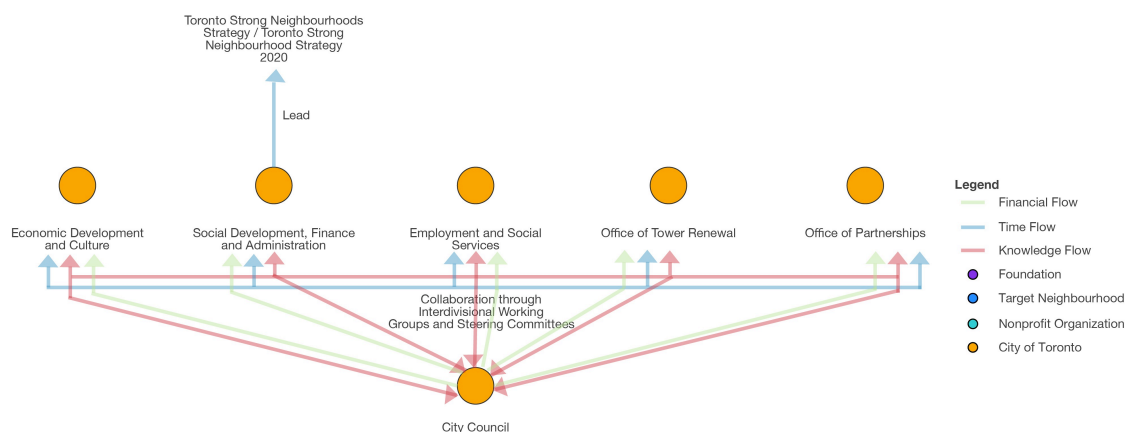 Toronto Strong Neighbourhoods
Strategy / Toronto Strong
Neighbourhood Strategy
2020
Lead
Economic Development
and Culture
Social Development, Finance
and Administration
Employment and Social
Services
Office of Tower Renewal
Office of Partnerships
Collaboration through
Interdivisional Working
Groups and Steering Committees
City Council
Legend
Financial Flow
Time Flow
Knowledge Flow
Foundation
Target Neighbourhood
Nonprofit Organization
City of Toronto